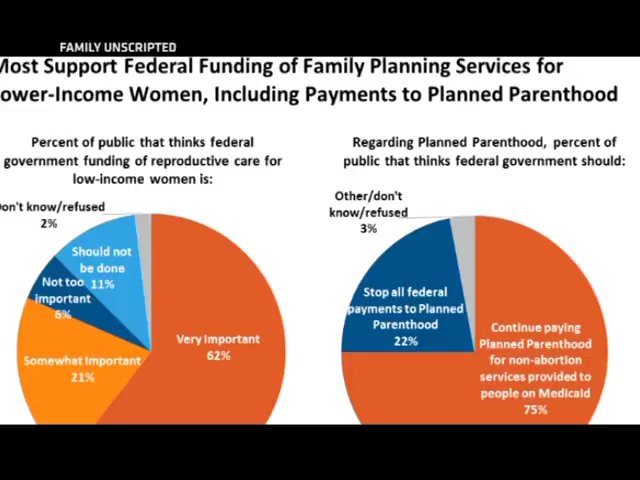 FAMILY UNSCRIPTED
Most Support Federal Funding of Family Planning Services for
ower-Income Women, Including Payments to Planned Parenthood
Percent of public that thinks federal
government funding of reproductive care for
low-income women is:
Don't know/refused
2%
Should not
be done
11%
Not too
important
6%
Somewhat Important
21%
Very Important
62%
Regarding Planned Parenthood, percent of
public that thinks federal government should:
Other/don't
know/refused
3%
Stop all federal
payments to Planned
Parenthood
22%
Continue paying
Planned Parenthood
for non-abortion
services provided to
people on Medicaid
75%